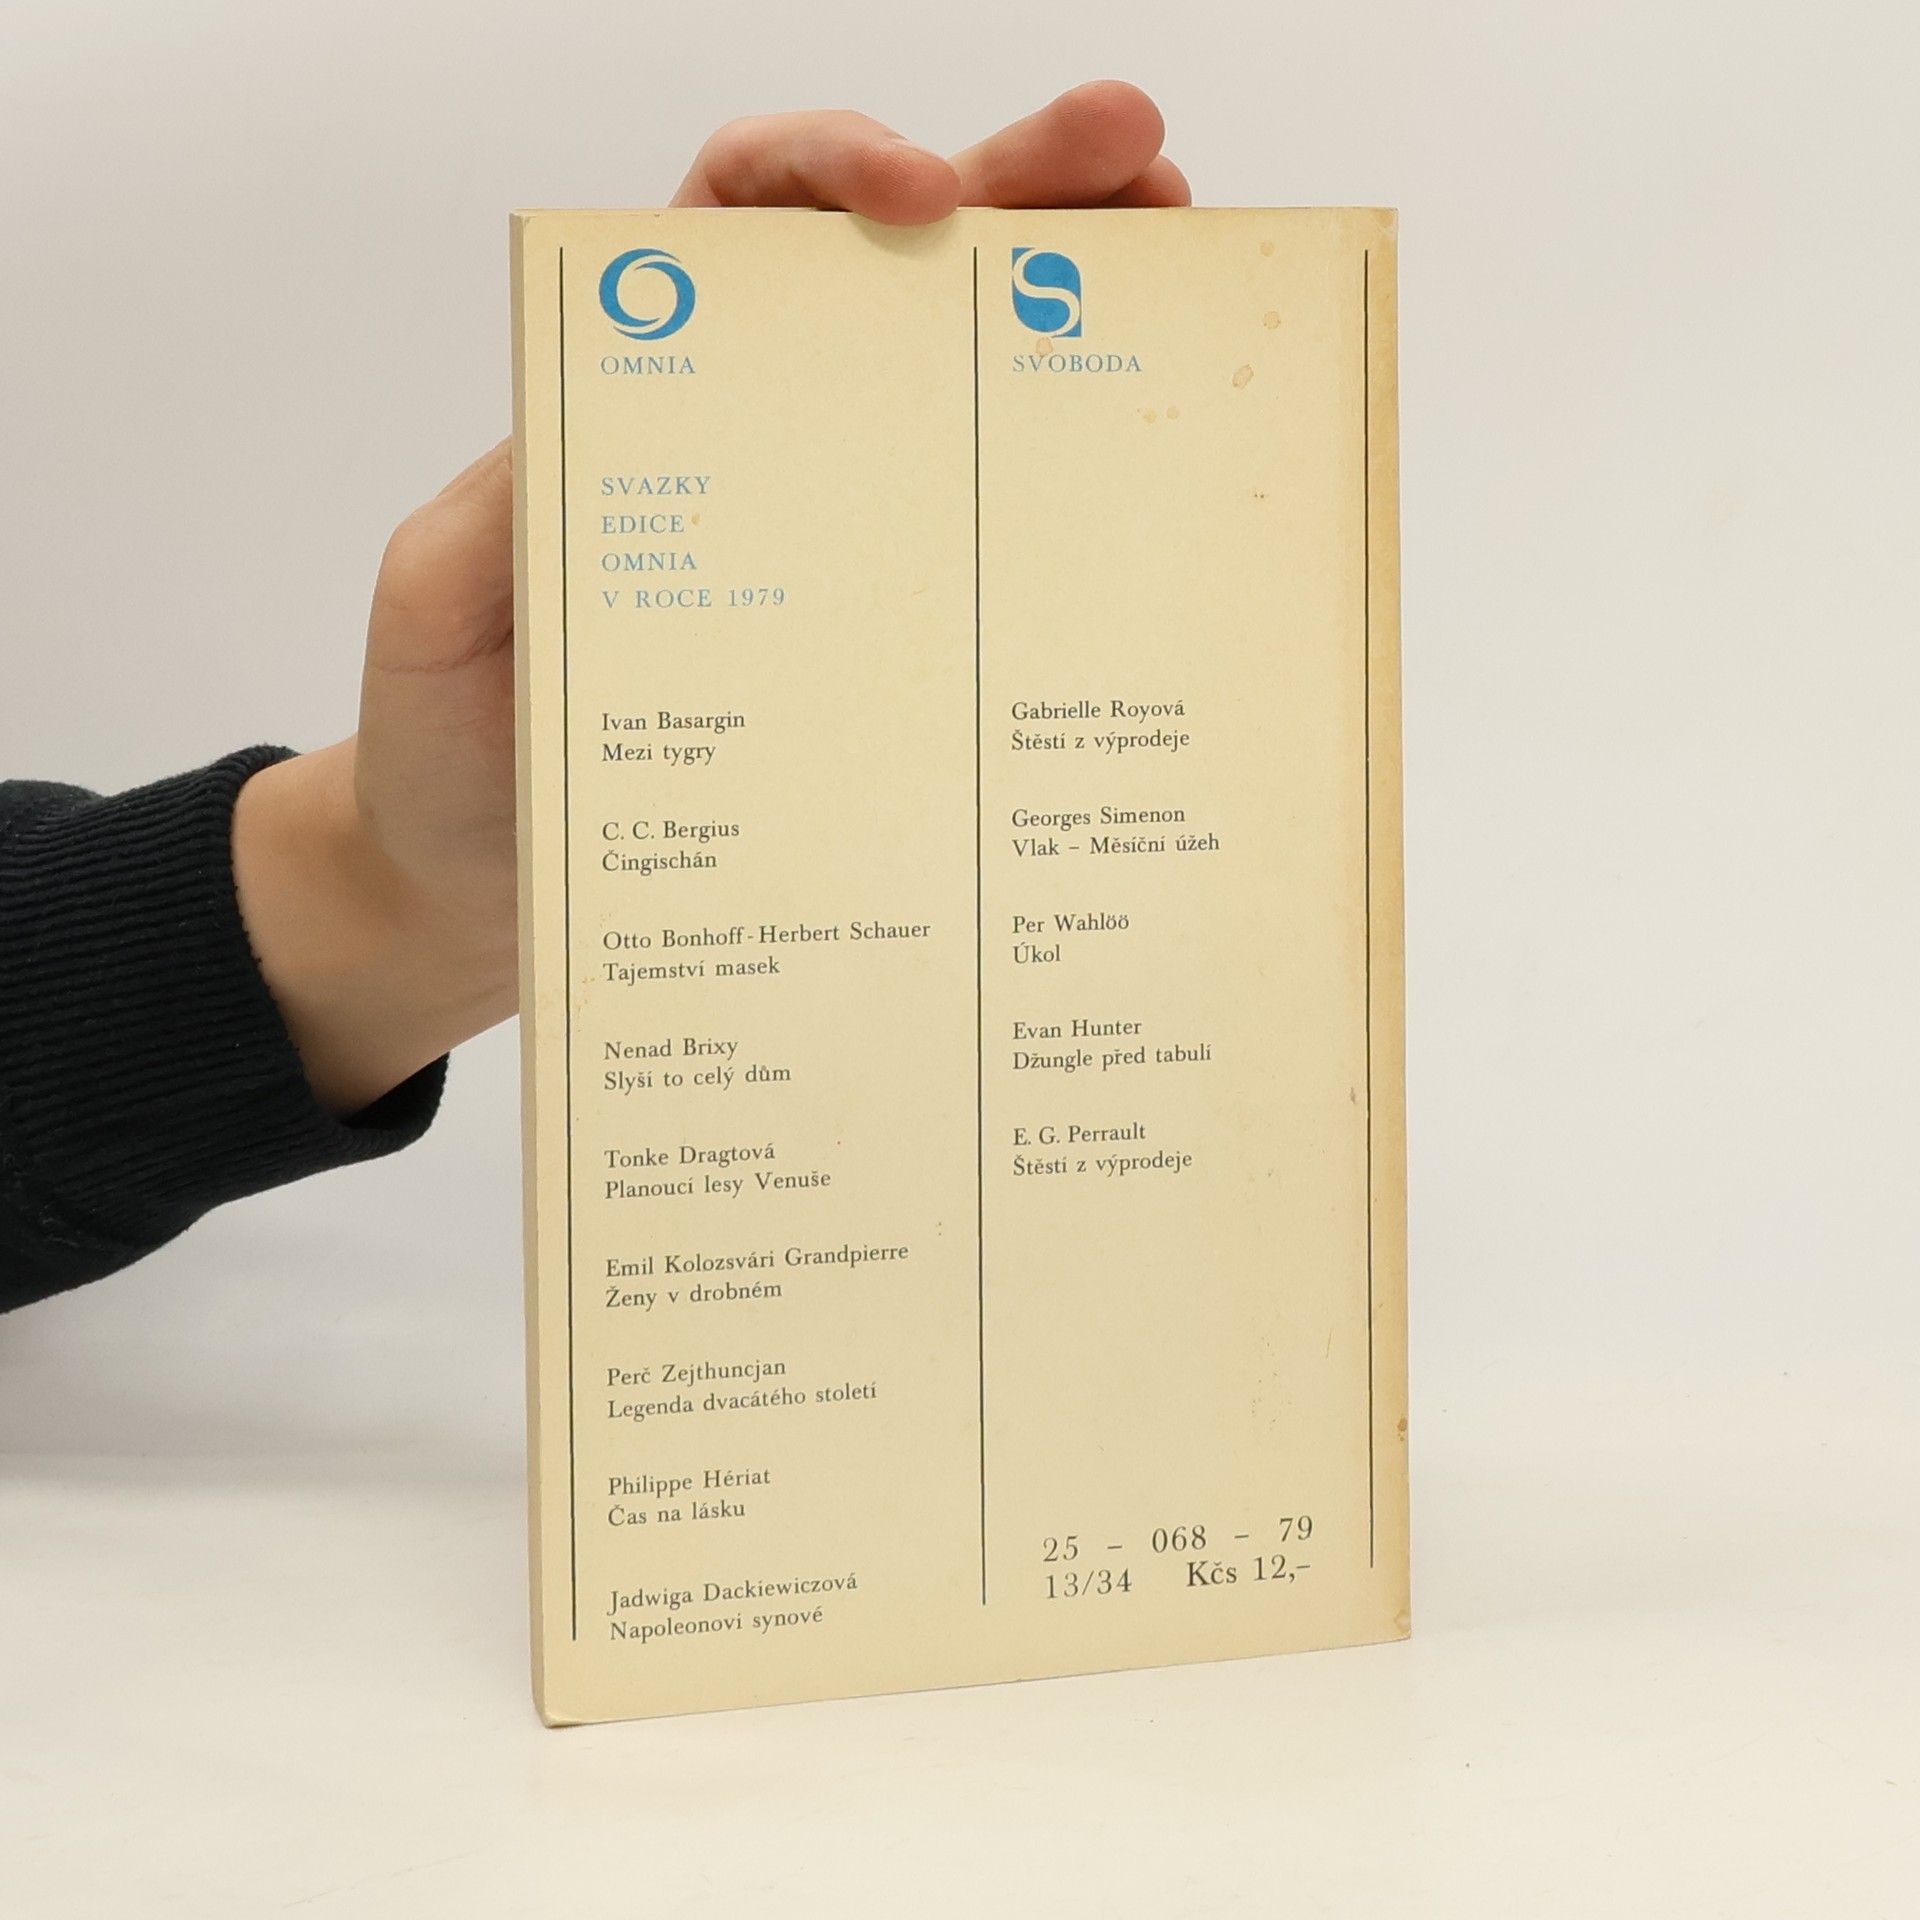 OMNIA
SVAZKY
EDICE
OMNIA
V ROCE 1979
Ivan Basargin
Mezi tygry
C. C. Bergius
Čingischán
Otto Bonhoff - Herbert Schauer
Tajemství masek
Nenad Brixy
Slyší to celý dům
Tonke Dragtová
Planoucí lesy Venuše
Emil Kolozsvári Grandpierre
Ženy v drobném
Perč Zejthuncjan
Legenda dvacátého století
Philippe Hériat
Čas na lásku
Jadwiga Dackiewiczová
Napoleonovi synové
SVOBODA
Gabrielle Royová
Štěstí z výprodeje
Georges Simenon
Vlak – Měsíční úžeh
Per Wahlöö
Úkol
Evan Hunter
Džungle před tabulí
E. G. Perrault
Štěstí z výprodeje
25 – 068 – 79
13/34 Kčs 12,–